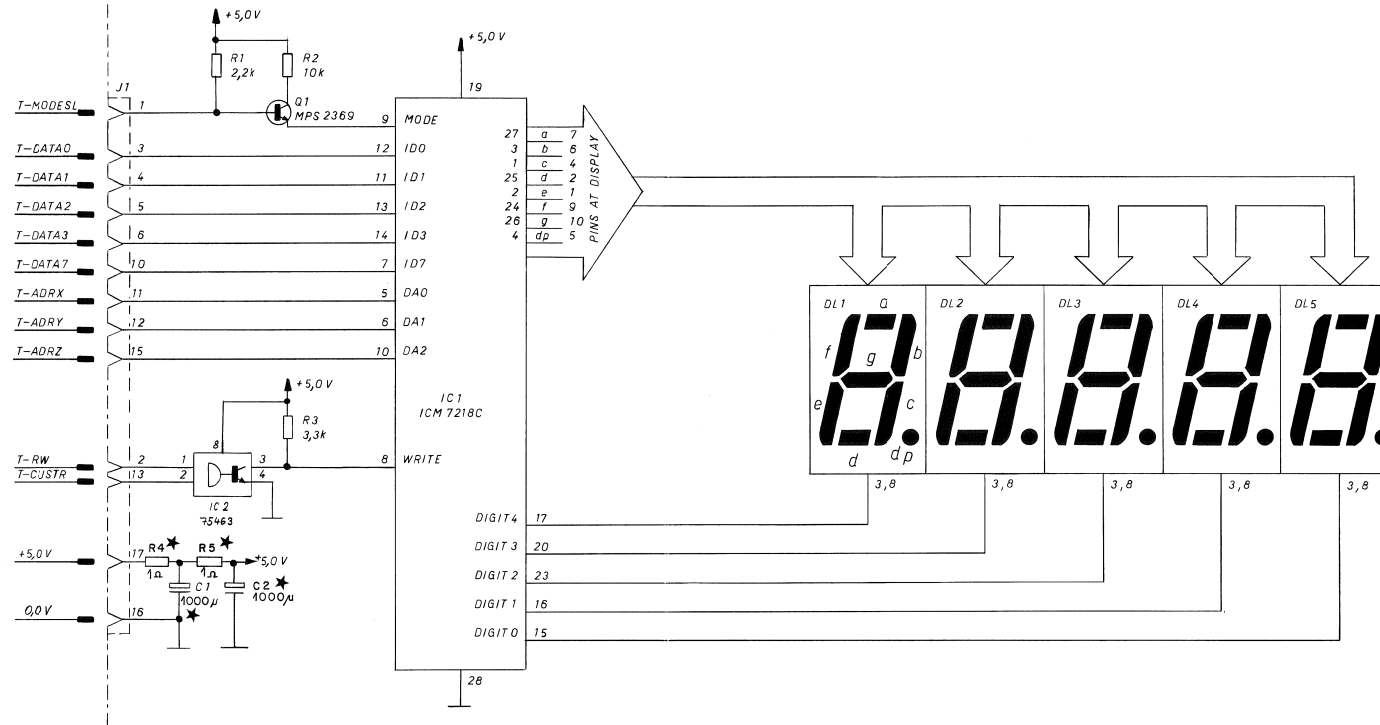 +5,0V
R1
2,2k
R2
10k
+5,0V
J1
19
T-MODESL 1
Q1
MPS 2369
9 MODE
T-DATA0 3 12 ID0
T-DATA1 4 11 ID1
T-DATA2 5 13 ID2
T-DATA3 6 14 ID3
T-DATA7 10 7 ID7
T-ADRX 11 5 DA0
T-ADRY 12 6 DA1
T-ADRZ 15 10 DA2
27 a 7
3 b 6
1 c 4
25 d 2
2 e 1
24 f 9
26 g 10
4 dp 5
PINS AT DISPLAY
DL1 a DL2 DL3 DL4 DL5
f g b
e c
d dp
3,8 3,8 3,8 3,8 3,8
IC1
ICM 7218C
+5,0V
R3
3,3k
8
T-RW 2 1 3 8 WRITE
T-CUSTR 13 2 4
IC2
75463
DIGIT4 17
DIGIT 3 20
DIGIT 2 23
DIGIT 1 16
DIGIT 0 15
+5,0V 17 R4★ R5★ +5,0V
1Ω 1Ω
C1
1000µ
★
C2★
1000µ
0,0V 16
28